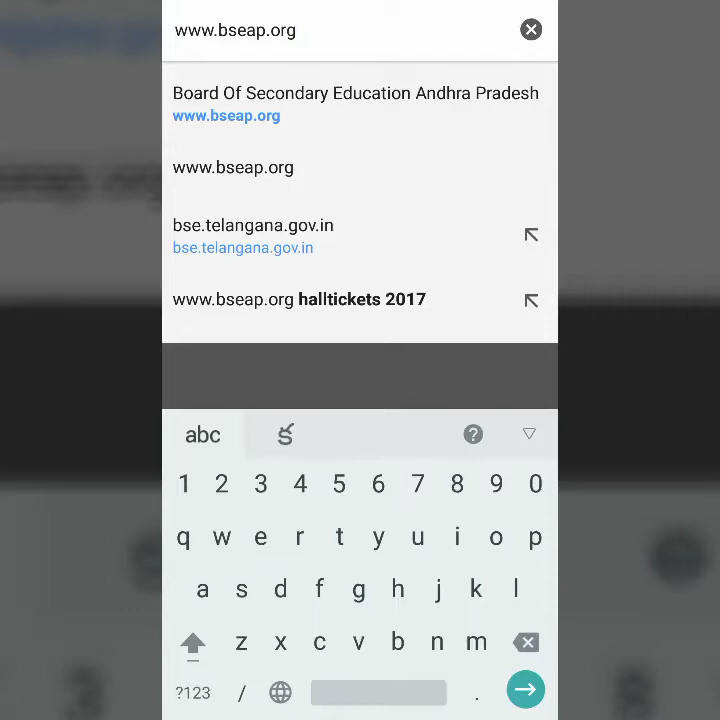 www.bseap.org
Board Of Secondary Education Andhra Pradesh
www.bseap.org
www.bseap.org
bse.telangana.gov.in
bse.telangana.gov.in
www.bseap.org halltickets 2017
abc క ?
1 2 3 4 5 6 7 8 9 0
q w e r t y u i o p
a s d f g h j k l
z x c v b n m
?123 / .